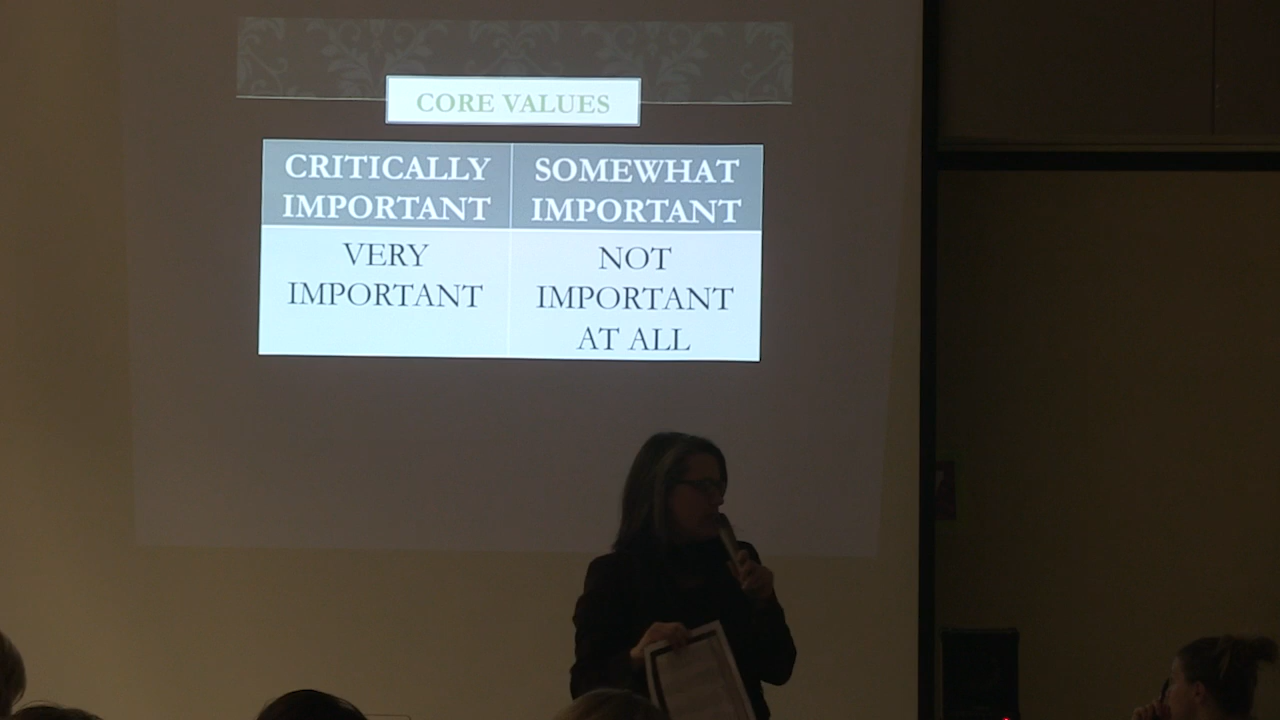 CORE VALUES
CRITICALLY
IMPORTANT
SOMEWHAT
IMPORTANT
VERY
IMPORTANT
NOT
IMPORTANT
AT ALL